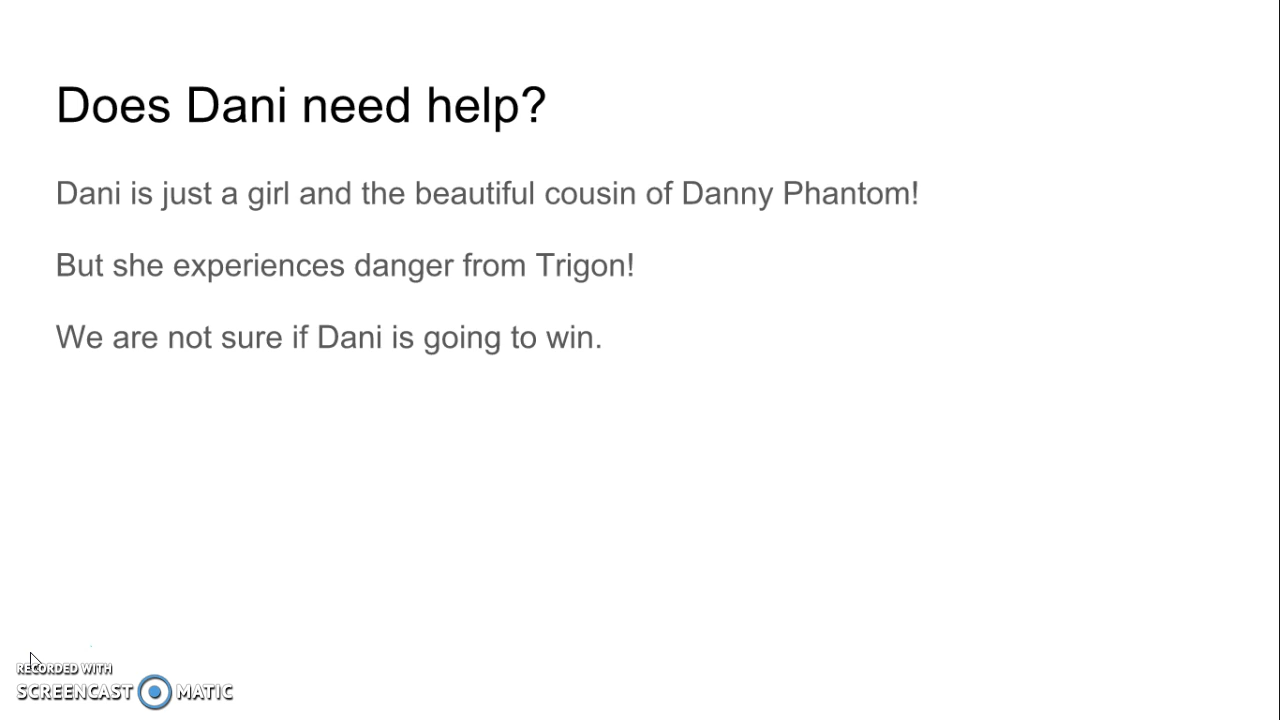 Does Dani need help?
Dani is just a girl and the beautiful cousin of Danny Phantom!
But she experiences danger from Trigon!
We are not sure if Dani is going to win.
RECORDED WITH
SCREENCAST MATIC